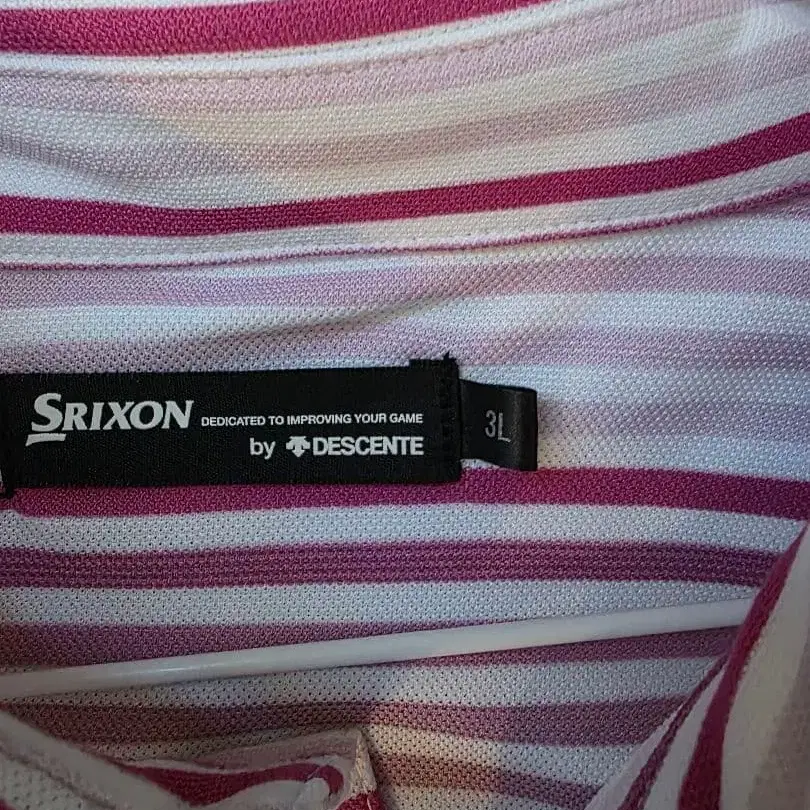 SRIXON DEDICATED TO IMPROVING YOUR GAME
by DESCENTE
3L